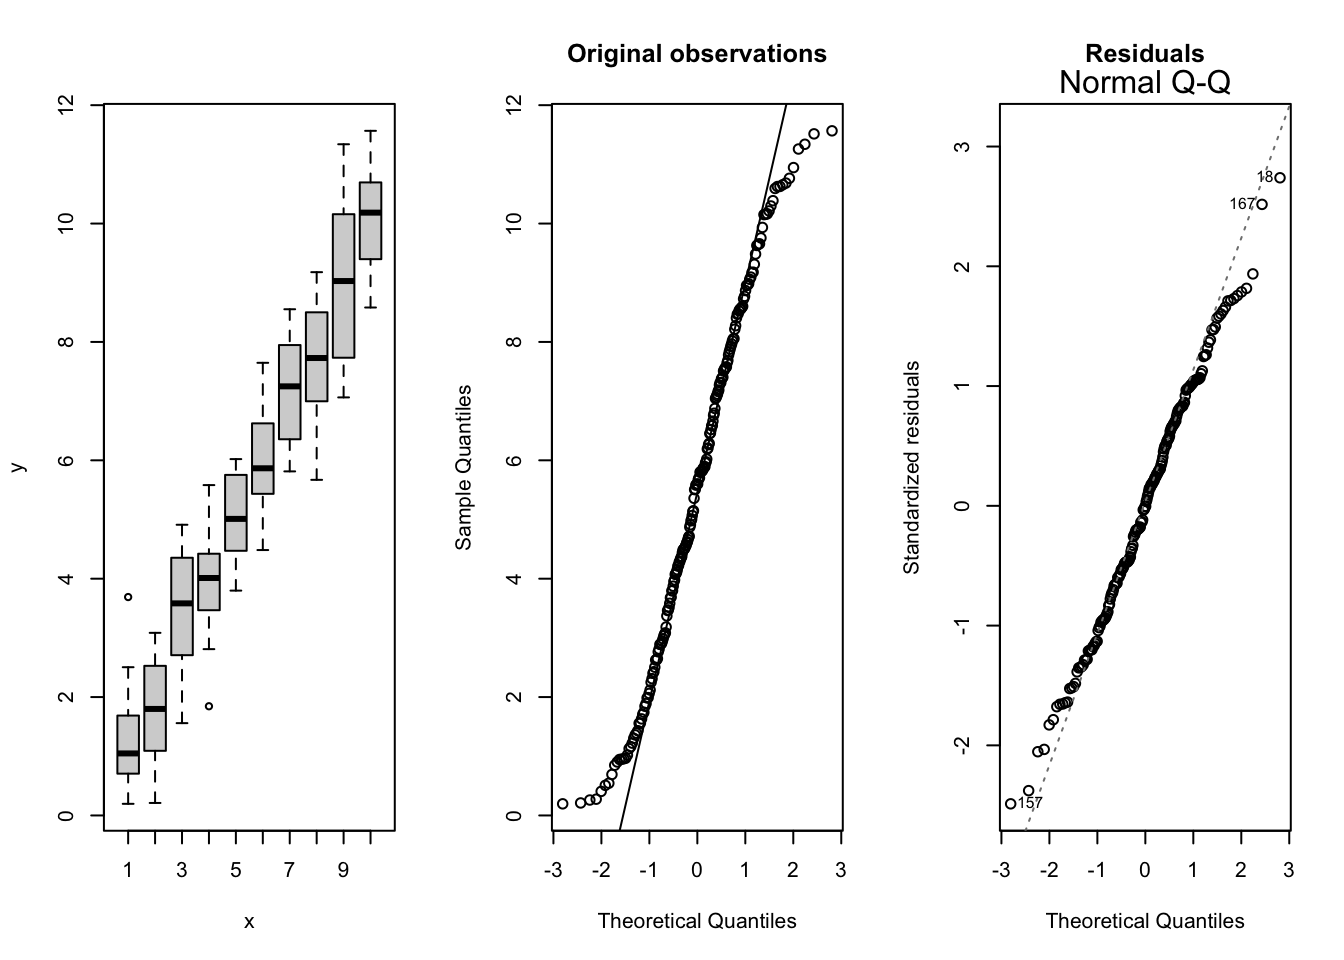 y
12
10
8
6
4
2
0
1 3 5 7 9
x
Original observations
Sample Quantiles
12
10
8
6
4
2
0
-3 -2 -1 0 1 2 3
Theoretical Quantiles
Residuals
Normal Q-Q
Standardized residuals
3
2
1
0
-1
-2
18
167
157
-3 -2 -1 0 1 2 3
Theoretical Quantiles